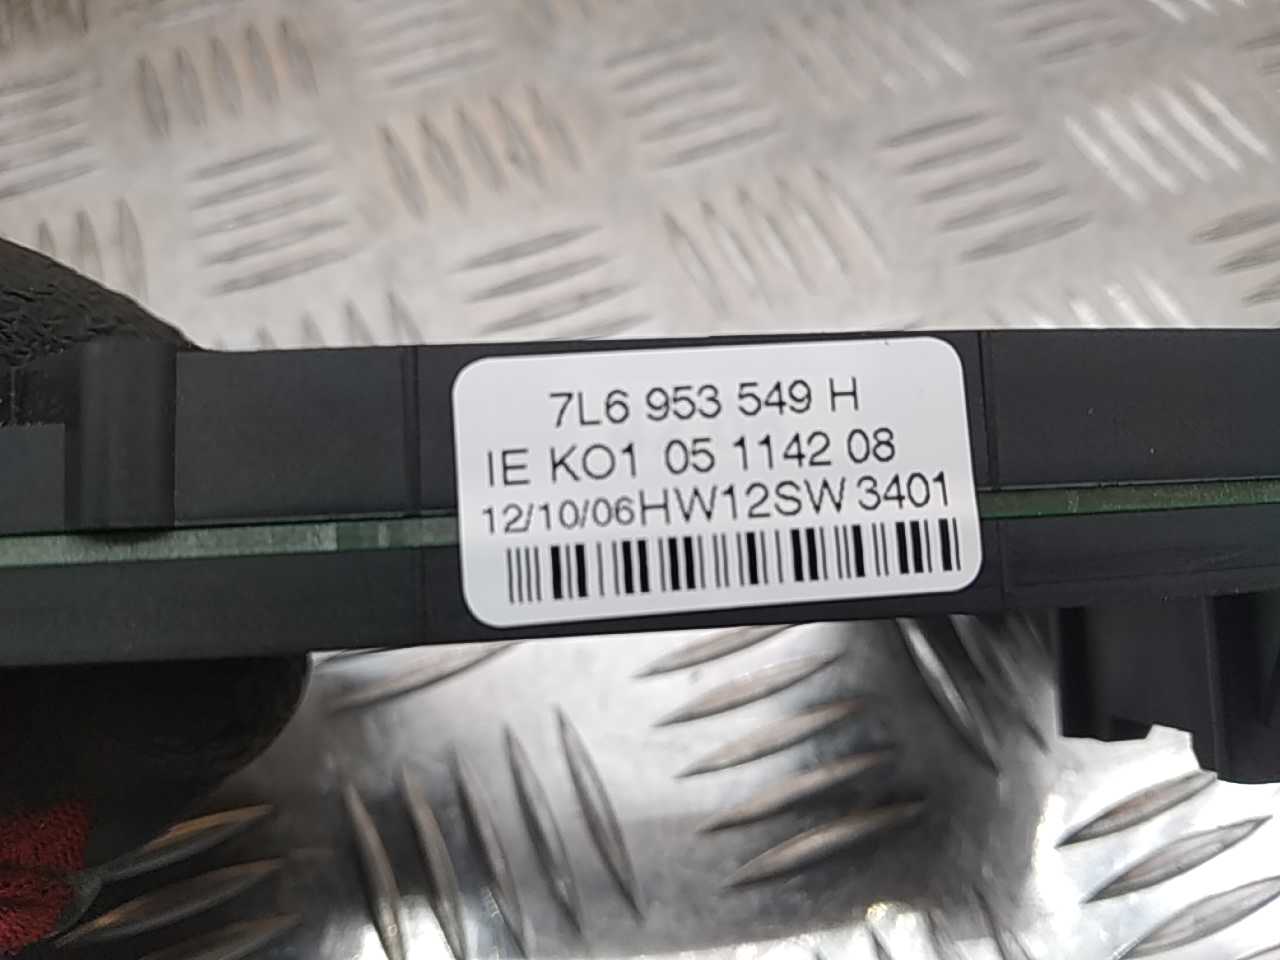 7L6 953 549 H
IE KO1 05 1142 08
12/10/06HW12SW3401